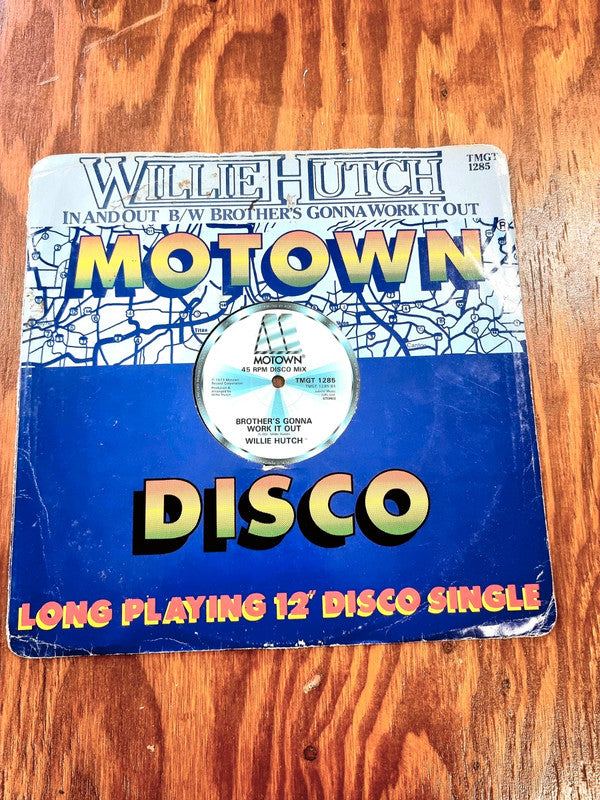 WILLIE HUTCH
TMGT
1285
IN AND OUT B/W BROTHER'S GONNA WORK IT OUT
MOTOWN
®
MOTOWN®
45 RPM DISCO MIX
TMGT 1285
STEREO
BROTHER'S GONNA
WORK IT OUT
WILLIE HUTCH
DISCO
LONG PLAYING 12" DISCO SINGLE